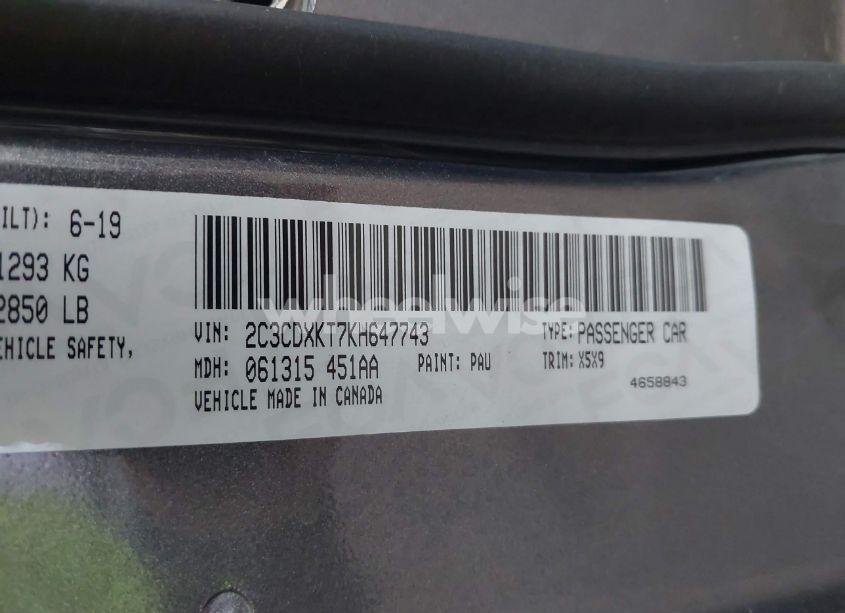 ILT): 6-19
1293 KG
2850 LB
EHICLE SAFETY,
VIN: 2C3CDXKT7KH647743
TYPE: PASSENGER CAR
MDH: 061315 451AA
PAINT: PAU
TRIM: X5X9
VEHICLE MADE IN CANADA
4658843
wheelwise